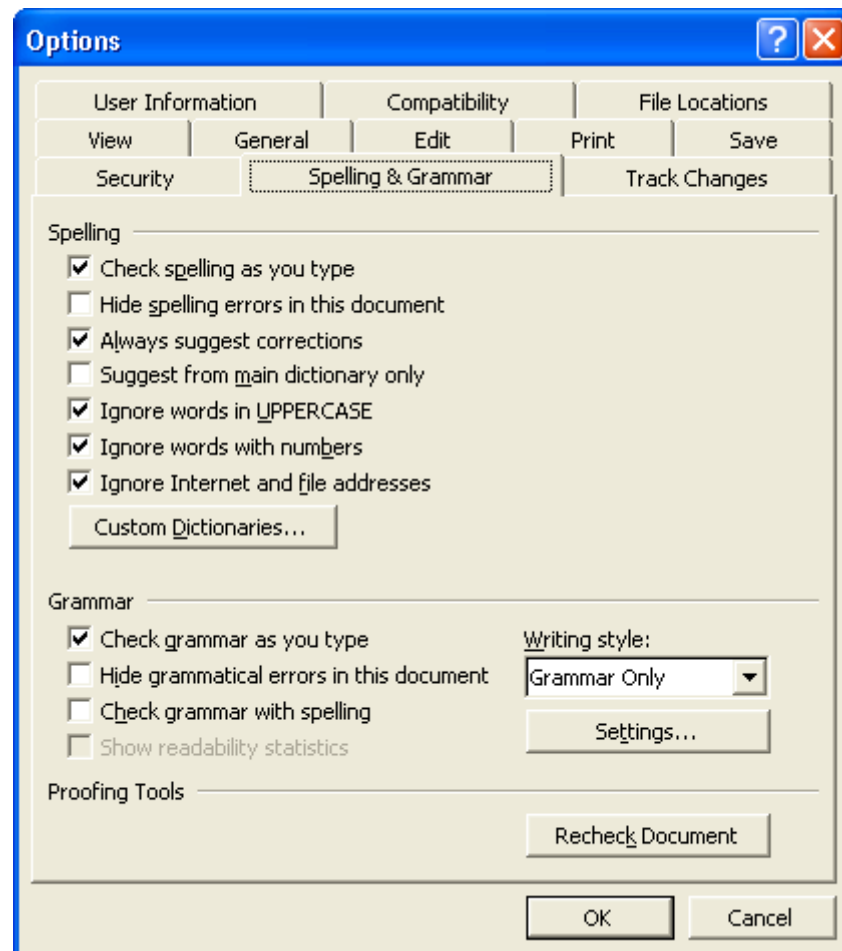 Options
User Information Compatibility File Locations
View General Edit Print Save
Security Spelling & Grammar Track Changes
Spelling
Check spelling as you type
Hide spelling errors in this document
Always suggest corrections
Suggest from main dictionary only
Ignore words in UPPERCASE
Ignore words with numbers
Ignore Internet and file addresses
Custom Dictionaries...
Grammar
Check grammar as you type Writing style:
Hide grammatical errors in this document Grammar Only
Check grammar with spelling
Settings...
Show readability statistics
Proofing Tools
Recheck Document
OK Cancel